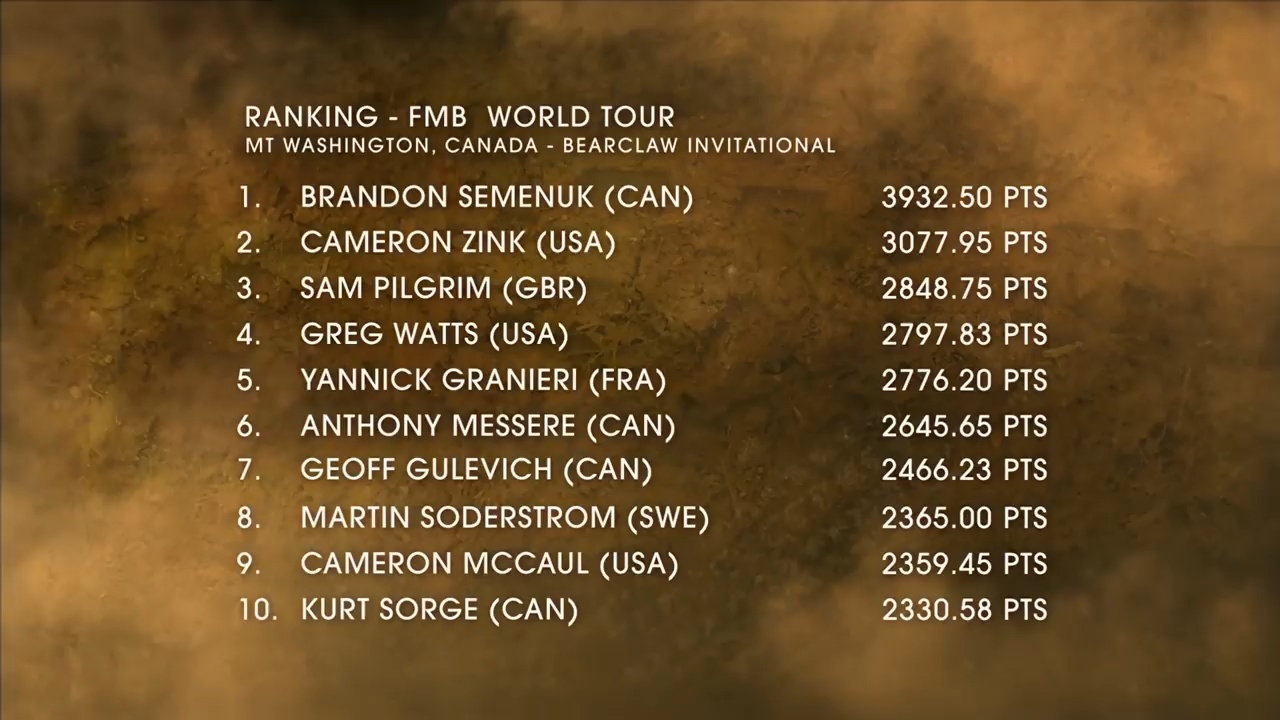 RANKING - FMB WORLD TOUR
MT WASHINGTON, CANADA - BEARCLAW INVITATIONAL
1. BRANDON SEMENUK (CAN) 3932.50 PTS
2. CAMERON ZINK (USA) 3077.95 PTS
3. SAM PILGRIM (GBR) 2848.75 PTS
4. GREG WATTS (USA) 2797.83 PTS
5. YANNICK GRANIERI (FRA) 2776.20 PTS
6. ANTHONY MESSERE (CAN) 2645.65 PTS
7. GEOFF GULEVICH (CAN) 2466.23 PTS
8. MARTIN SODERSTROM (SWE) 2365.00 PTS
9. CAMERON MCCAUL (USA) 2359.45 PTS
10. KURT SORGE (CAN) 2330.58 PTS